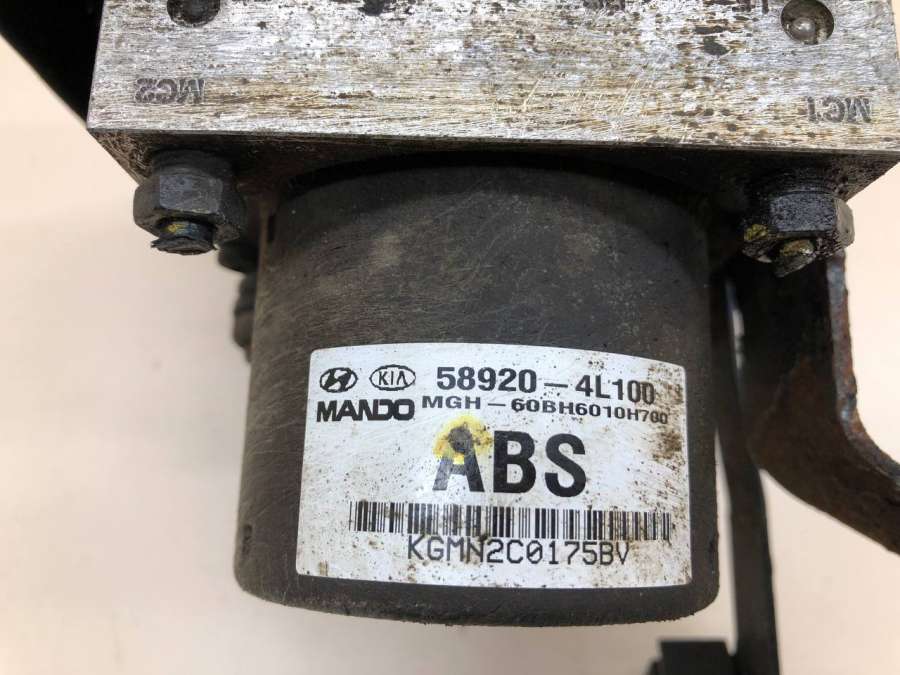 MC2 MC1
KIA 58920-4L100
MANDO MGH-60BH6010H700
ABS
KGMN2C0175BV